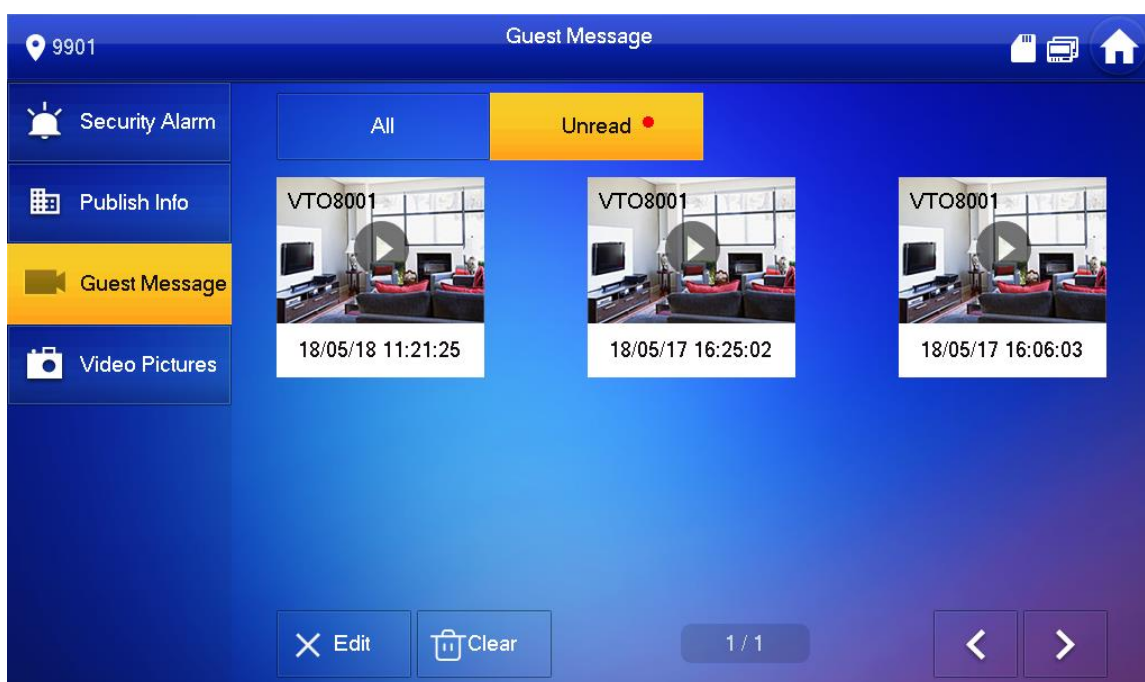 9901
Guest Message
Security Alarm
Publish Info
Guest Message
Video Pictures
All
Unread
VTO8001
VTO8001
VTO8001
18/05/18 11:21:25
18/05/17 16:25:02
18/05/17 16:06:03
Edit
Clear
1 / 1